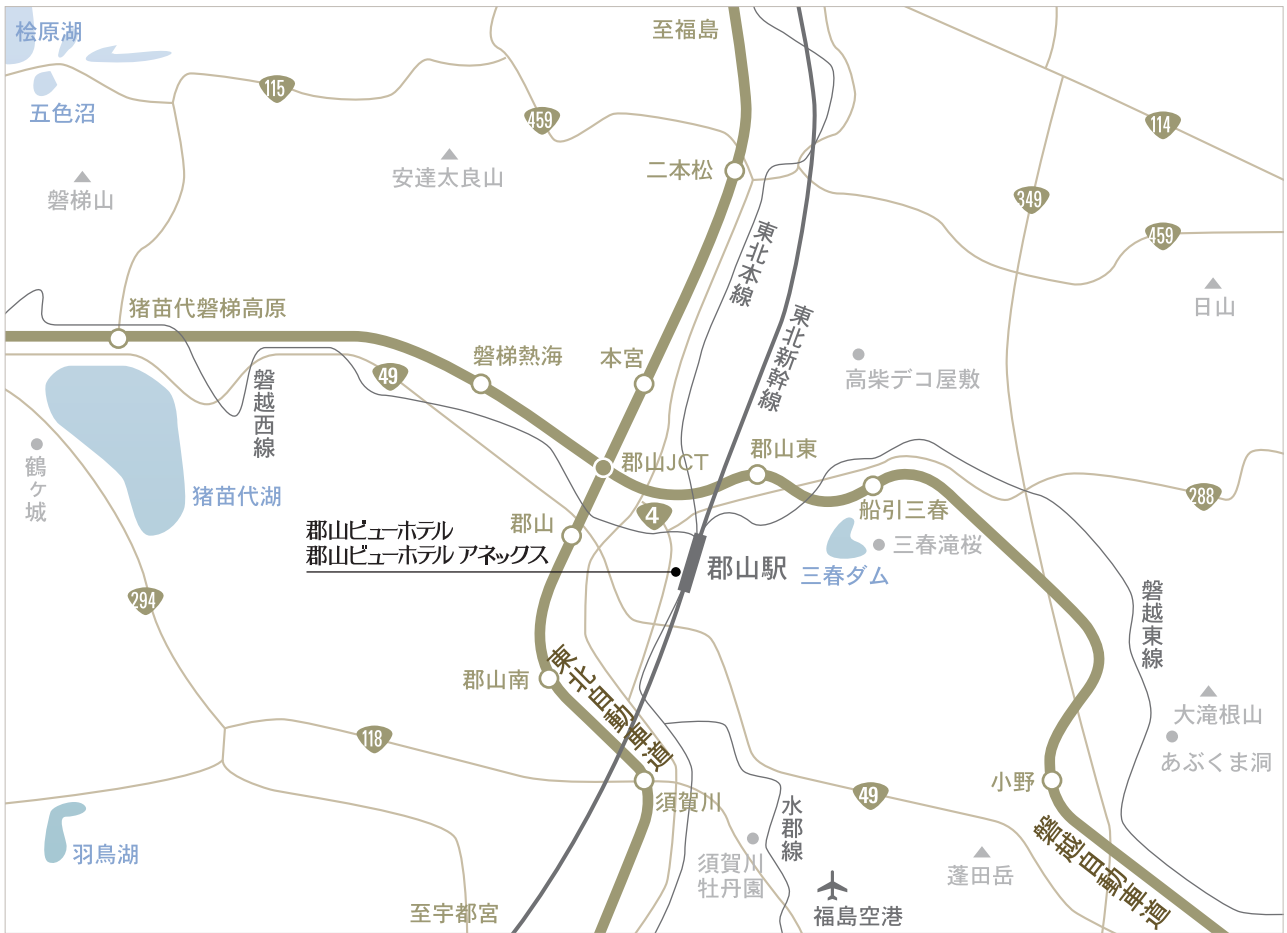 至福島
桧原湖
115
五色沼
459
114
安達太良山
二本松
磐梯山
349
459
東北本線
日山
猪苗代磐梯高原
東北新幹線
磐梯熱海
本宮
49
高柴デコ屋敷
磐越西線
郡山東
鶴ヶ城
郡山JCT
猪苗代湖
288
船引三春
4
郡山
郡山ビューホテル
郡山ビューホテル アネックス
三春滝桜
郡山駅
三春ダム
294
磐越東線
郡山南
東北自動車道
大滝根山
118
あぶくま洞
小野
49
須賀川
水郡線
羽鳥湖
須賀川
牡丹園
蓬田岳
磐越自動車道
至宇都宮
福島空港